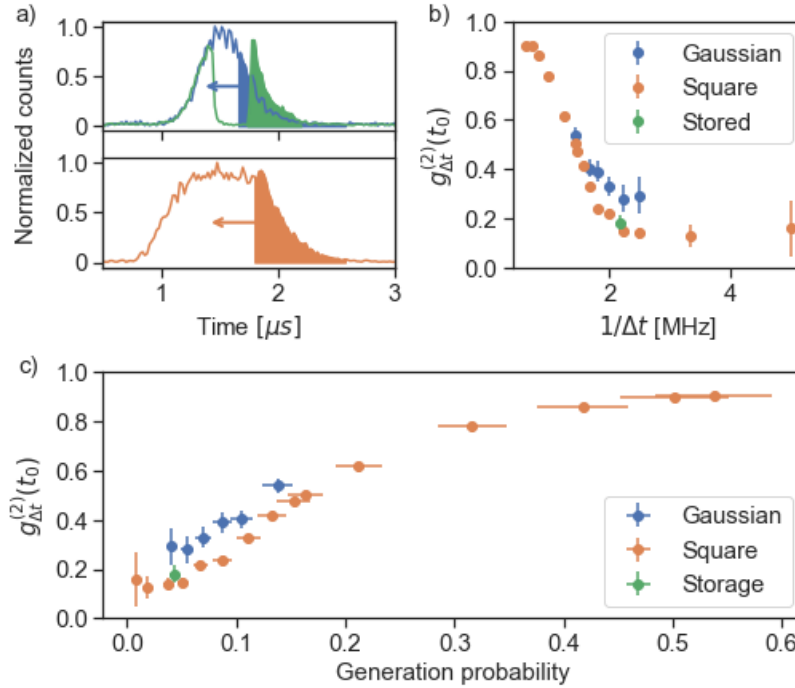 a)
Normalized counts
1.0
0.5
0
1.0
0.5
0
1
2
3
Time [μs]
b)
g^{(2)}_{Δt}(t_0)
1.0
0.8
0.6
0.4
0.2
0.0
2
4
1/Δt [MHz]
Gaussian
Square
Stored
c)
g^{(2)}_{Δt}(t_0)
1.0
0.8
0.6
0.4
0.2
0.0
0.0
0.1
0.2
0.3
0.4
0.5
0.6
Generation probability
Gaussian
Square
Storage